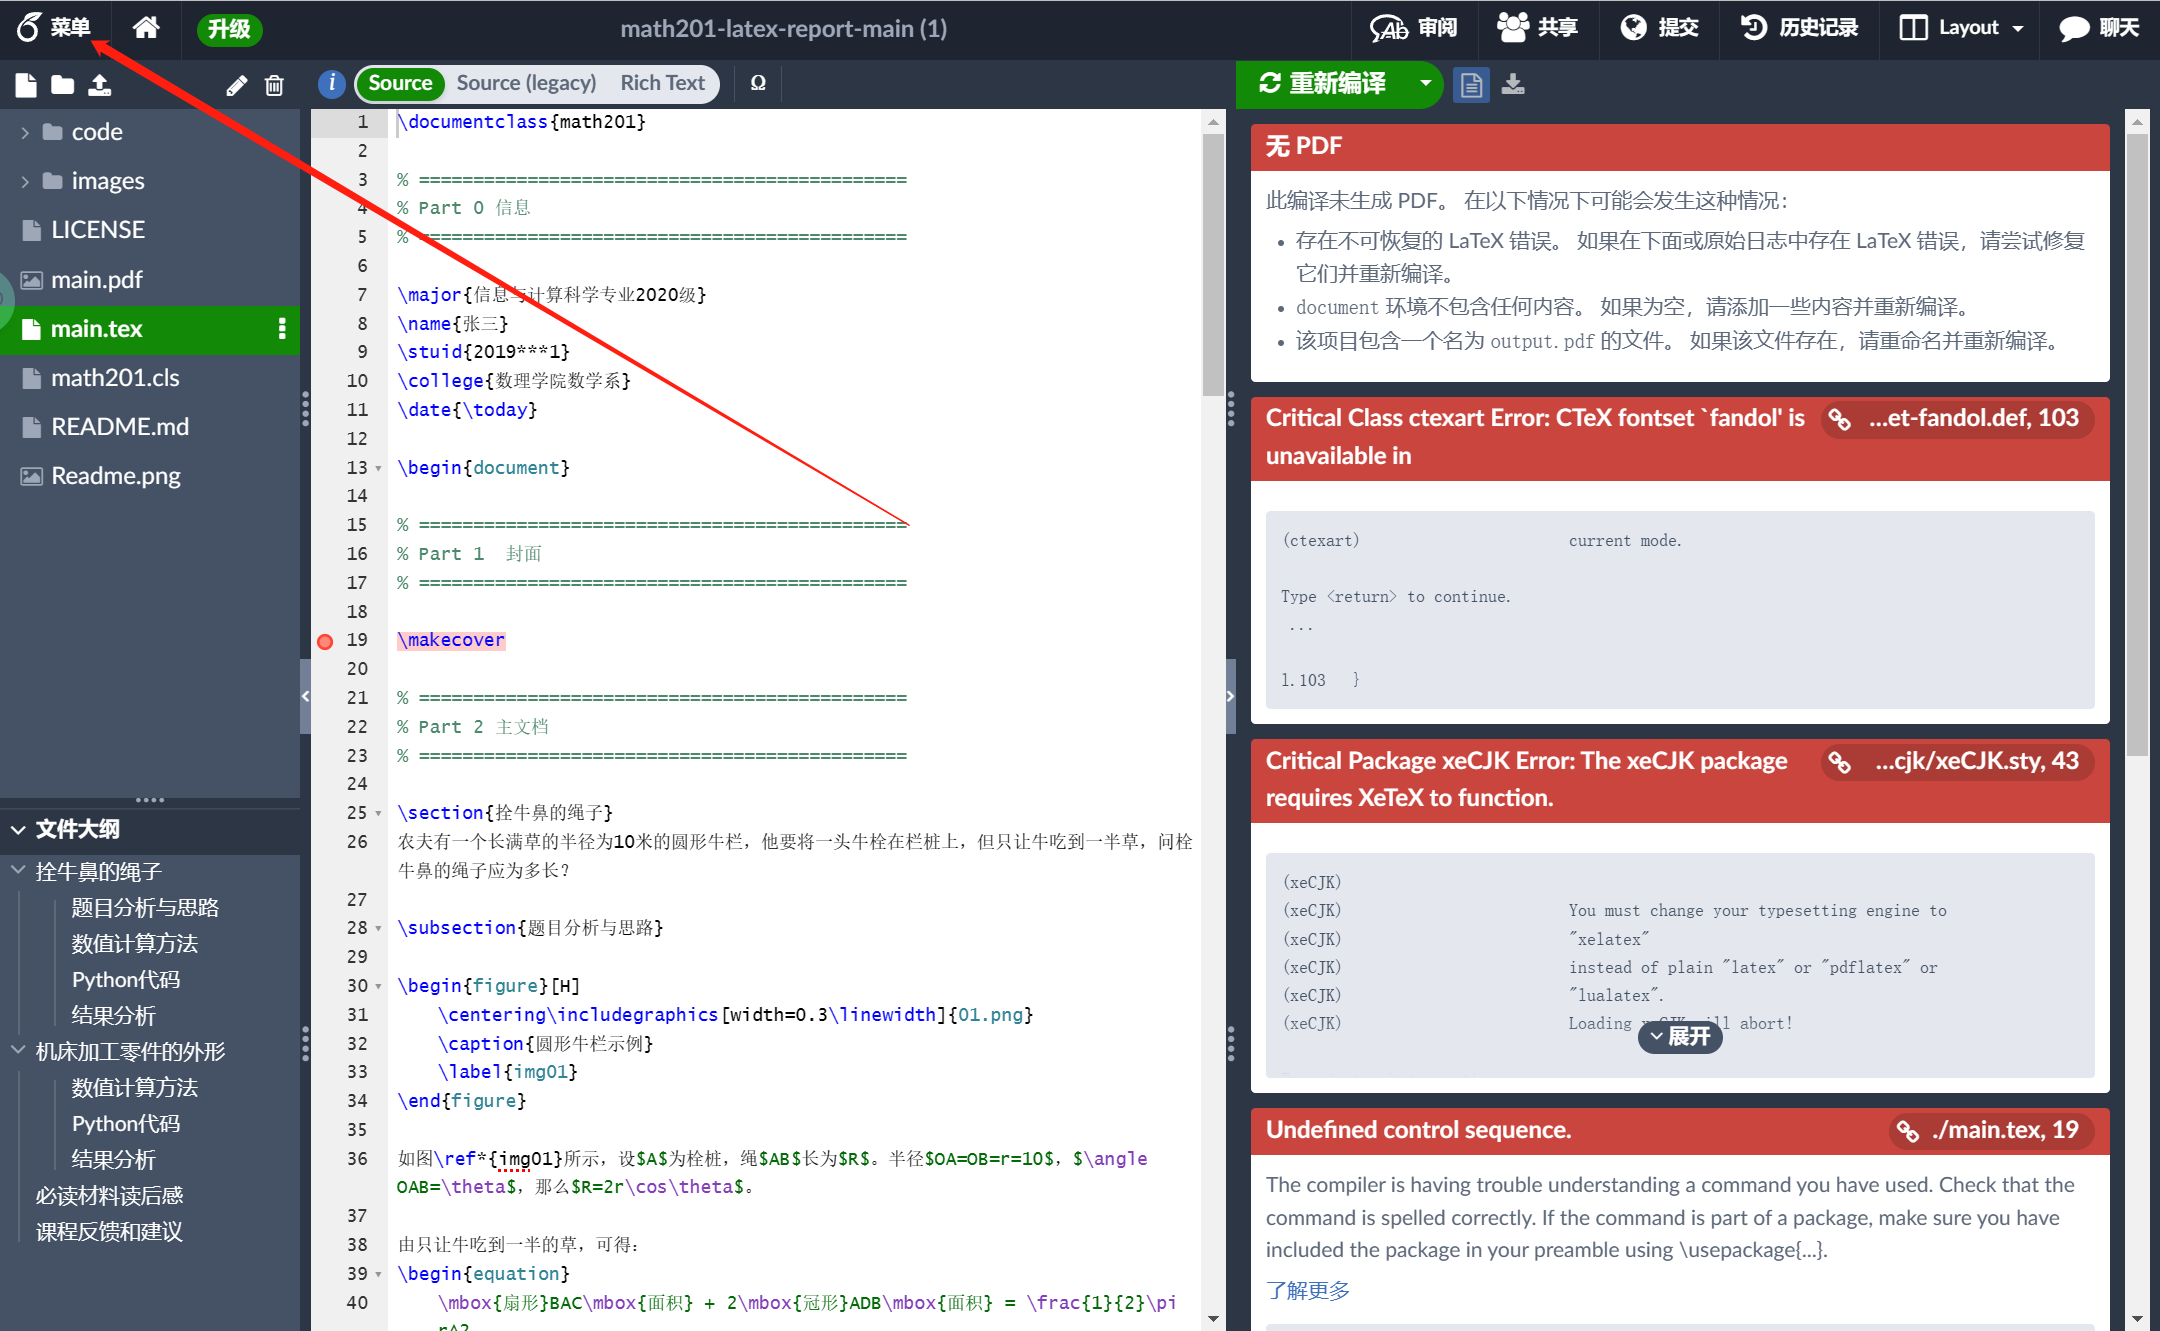 菜单
升级
math201-latex-report-main (1)
审阅
共享
提交
历史记录
Layout
聊天
Source
Source (legacy)
Rich Text
Ω
重新编译
code
images
LICENSE
main.pdf
main.tex
math201.cls
README.md
Readme.png
文件大纲
拴牛鼻的绳子
题目分析与思路
数值计算方法
Python代码
结果分析
机床加工零件的外形
数值计算方法
Python代码
结果分析
必读材料读后感
课程反馈和建议
1 \documentclass{math201}
2
3 % =============================================
4 % Part 0 信息
5 % =============================================
6
7 \major{信息与计算科学专业2020级}
8 \name{张三}
9 \stuid{2019***1}
10 \college{数理学院数学系}
11 \date{\today}
12
13 \begin{document}
14
15 % =============================================
16 % Part 1  封面
17 % =============================================
18
19 \makecover
20
21 % =============================================
22 % Part 2 主文档
23 % =============================================
24
25 \section{拴牛鼻的绳子}
26 农夫有一个长满草的半径为10米的圆形牛栏，他要将一头牛栓在栏桩上，但只让牛吃到一半草，问栓
牛鼻的绳子应为多长？
27
28 \subsection{题目分析与思路}
29
30 \begin{figure}[H]
31 \centering\includegraphics[width=0.3\linewidth]{01.png}
32 \caption{圆形牛栏示例}
33 \label{img01}
34 \end{figure}
35
36 如图\ref*{img01}所示，设$A$为栓桩，绳$AB$长为$R$。半径$OA=OB=r=10$，$\angle
OAB=\theta$，那么$R=2r\cos\theta$。
37
38 由只让牛吃到一半的草，可得：
39 \begin{equation}
40 \mbox{扇形}BAC\mbox{面积} + 2\mbox{冠形}ADB\mbox{面积} = \frac{1}{2}\pi
r^2
无 PDF
此编译未生成 PDF。 在以下情况下可能会发生这种情况：
• 存在不可恢复的 LaTeX 错误。 如果在下面或原始日志中存在 LaTeX 错误，请尝试修复
它们并重新编译。
• document 环境不包含任何内容。 如果为空，请添加一些内容并重新编译。
• 该项目包含一个名为 output.pdf 的文件。 如果该文件存在，请重命名并重新编译。
Critical Class ctexart Error: CTeX fontset `fandol' is
unavailable in
...et-fandol.def, 103
(ctexart) current mode.
Type <return> to continue.
...
l.103 }
Critical Package xeCJK Error: The xeCJK package
requires XeTeX to function.
...cjk/xeCJK.sty, 43
(xeCJK)
(xeCJK) You must change your typesetting engine to
(xeCJK) "xelatex"
(xeCJK) instead of plain "latex" or "pdflatex" or
(xeCJK) "lualatex".
(xeCJK) Loading ill abort!
展开
Undefined control sequence.
./main.tex, 19
The compiler is having trouble understanding a command you have used. Check that the
command is spelled correctly. If the command is part of a package, make sure you have
included the package in your preamble using \usepackage{...}.
了解更多